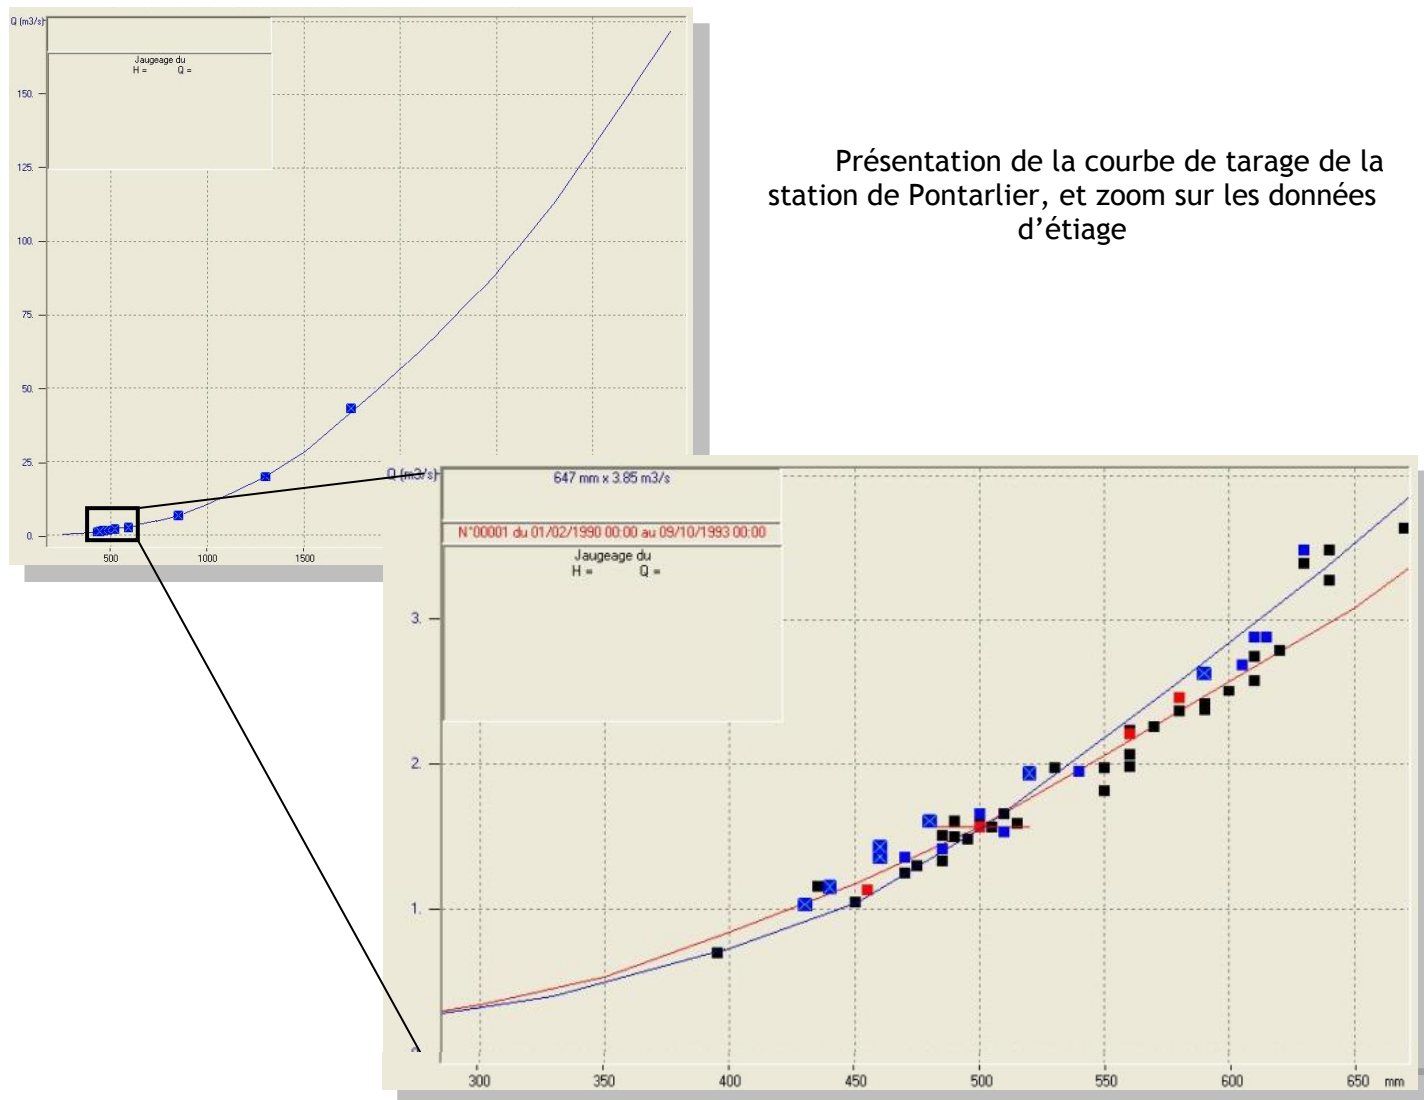 Q (m3/s)
Jaugeage du
H = Q =
150.
125.
100.
75.
50.
25.
0.
500 1000 1500
Présentation de la courbe de tarage de la
station de Pontarlier, et zoom sur les données
d’étiage
Q (m3/s)
647 mm x 3.85 m3/s
N°00001 du 01/02/1990 00:00 au 09/10/1993 00:00
Jaugeage du
H = Q =
3.
2.
1.
300 350 400 450 500 550 600 650 mm